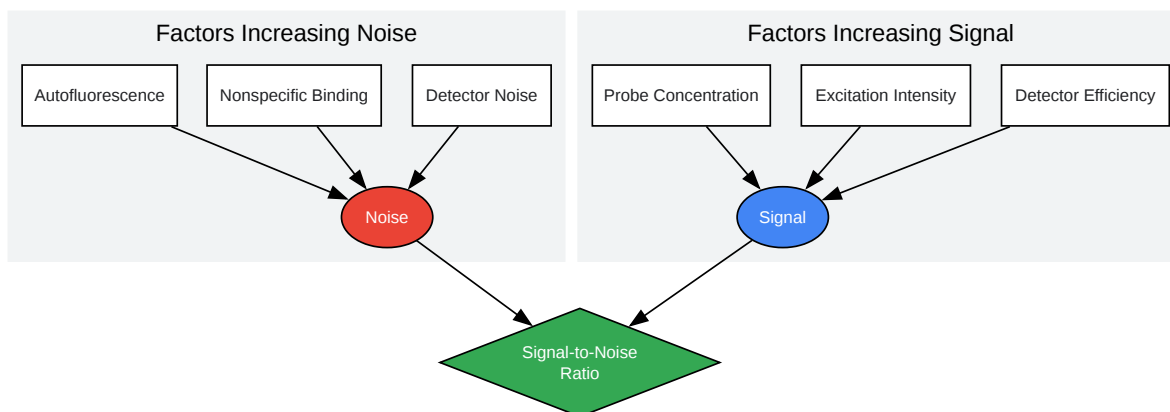 Factors Increasing Noise
Factors Increasing Signal
Autofluorescence
Nonspecific Binding
Detector Noise
Probe Concentration
Excitation Intensity
Detector Efficiency
Noise
Signal
Signal-to-Noise
Ratio